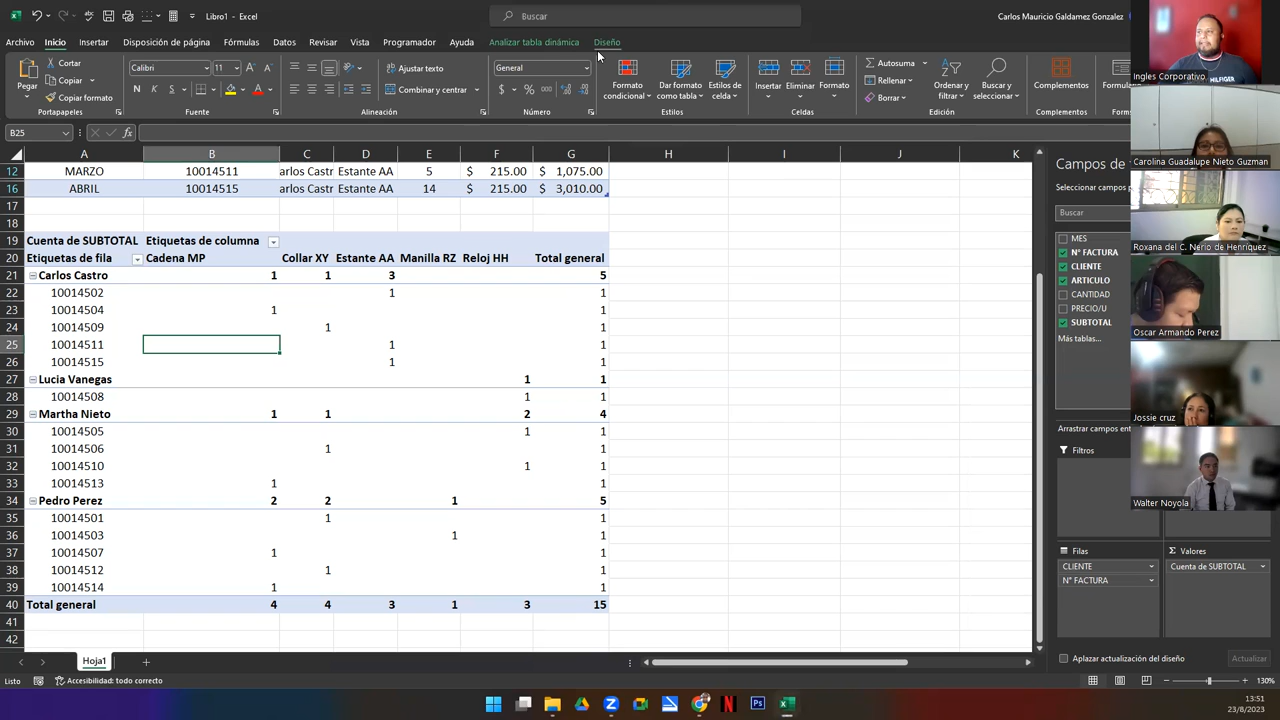 Libro1 - Excel
Buscar
Carlos Mauricio Galdamez Gonzalez
Archivo Inicio Insertar Disposición de página Fórmulas Datos Revisar Vista Programador Ayuda Analizar tabla dinámica Diseño
Pegar
Cortar
Copiar
Copiar formato
Portapapeles
Calibri 11
N K S
Fuente
Ajustar texto
Combinar y centrar
Alineación
General
$ % 000
Número
Formato condicional
Dar formato como tabla
Estilos de celda
Estilos
Insertar Eliminar Formato
Celdas
Autosuma
Rellenar
Borrar
Ordenar y filtrar
Buscar y seleccionar
Edición
Complementos
Complementos
B25
fx
A B C D E F G H I J K
12 MARZO 10014511 arlos Castr Estante AA 5 $ 215.00 $ 1,075.00
16 ABRIL 10014515 arlos Castr Estante AA 14 $ 215.00 $ 3,010.00
17
18
19 Cuenta de SUBTOTAL Etiquetas de columna
20 Etiquetas de fila Cadena MP Collar XY Estante AA Manilla RZ Reloj HH Total general
21 Carlos Castro 1 1 3 5
22 10014502 1 1
23 10014504 1 1
24 10014509 1 1
25 10014511 1 1
26 10014515 1 1
27 Lucia Vanegas 1 1
28 10014508 1 1
29 Martha Nieto 1 1 2 4
30 10014505 1 1
31 10014506 1 1
32 10014510 1 1
33 10014513 1 1
34 Pedro Perez 2 2 1 5
35 10014501 1 1
36 10014503 1 1
37 10014507 1 1
38 10014512 1 1
39 10014514 1 1
40 Total general 4 4 3 1 3 15
41
42
Hoja1
Listo
Accesibilidad: todo correcto
130%
Campos de
Seleccionar campos
Buscar
MES
N° FACTURA
CLIENTE
ARTICULO
CANTIDAD
PRECIO/U
SUBTOTAL
Más tablas...
Arrastrar campos
Filtros
Filas
CLIENTE
N° FACTURA
Valores
Cuenta de SUBTOTAL
Aplazar actualización del diseño
Actualizar
Ingles Corporativo
HILFIGER
Carolina Guadalupe Nieto Guzman
Roxana del C. Nerio de Henriquez
Oscar Armando Perez
Jossie cruz
Walter Noyola
13:51
23/8/2023